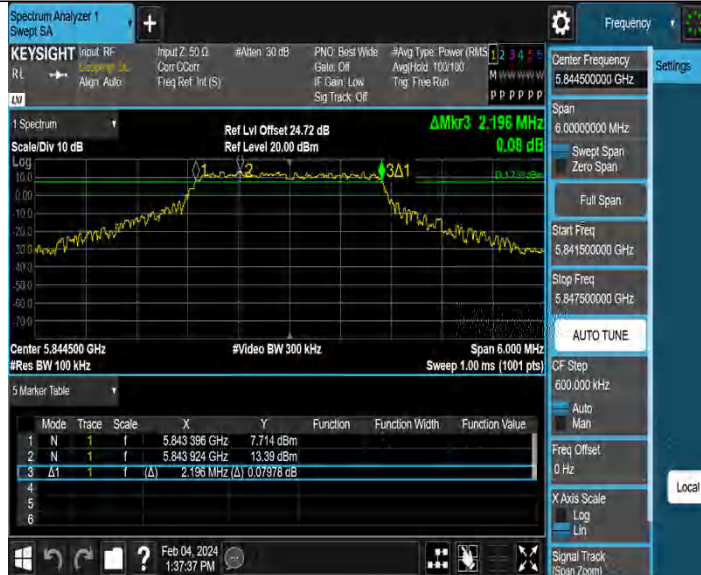 Spectrum Analyzer 1
Swept SA
Frequency
KEYSIGHT Input: RF
RL
Align: Auto
LXI
Input Z: 50 Ω
Corr CCorr
Freq Ref: Int (S)
#Atten: 30 dB
PNO: Best Wide
Gate: Off
IF Gain: Low
Sig Track: Off
#Avg Type: Power (RMS
Avg|Hold: 100/100
Trig: Free Run
1 2 3 4 5 6
M W W W W W
P P P P P P
1 Spectrum
Scale/Div 10 dB
Ref Lvl Offset 24.72 dB
Ref Level 20.00 dBm
ΔMkr3 2.196 MHz
0.08 dB
Log
10.0
0.00
-10.0
-20.0
-30.0
-40.0
-50.0
-60.0
-70.0
1
2
3Δ1
Center 5.844500 GHz
#Res BW 100 kHz
#Video BW 300 kHz
Span 6.000 MHz
Sweep 1.00 ms (1001 pts)
5 Marker Table
Mode Trace Scale X Y Function Function Width Function Value
1 N 1 f 5.843 396 GHz 7.714 dBm
2 N 1 f 5.843 924 GHz 13.39 dBm
3 Δ1 1 f (Δ) 2.196 MHz (Δ) 0.07978 dB
4
5
6
Feb 04, 2024
1:37:37 PM
Center Frequency
5.844500000 GHz
Span
6.00000000 MHz
Swept Span
Zero Span
Full Span
Start Freq
5.841500000 GHz
Stop Freq
5.847500000 GHz
AUTO TUNE
CF Step
600.000 kHz
Auto
Man
Freq Offset
0 Hz
X Axis Scale
Log
Lin
Signal Track
(Span Zoom)
Settings
Local